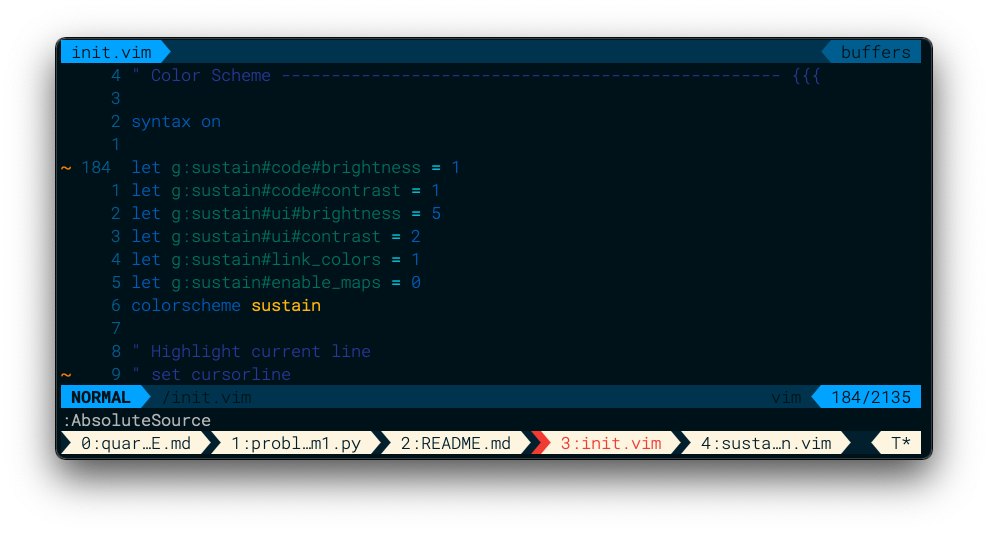 init.vim buffers
4 " Color Scheme -------------------------------------------------- {{{
3
2 syntax on
1
~ 184 let g:sustain#code#brightness = 1
1 let g:sustain#code#contrast = 1
2 let g:sustain#ui#brightness = 5
3 let g:sustain#ui#contrast = 2
4 let g:sustain#link_colors = 1
5 let g:sustain#enable_maps = 0
6 colorscheme sustain
7
8 " Highlight current line
~ 9 " set cursorline
NORMAL /init.vim vim 184/2135
:AbsoluteSource
0:quar…E.md 1:probl…m1.py 2:README.md 3:init.vim 4:susta…n.vim T*